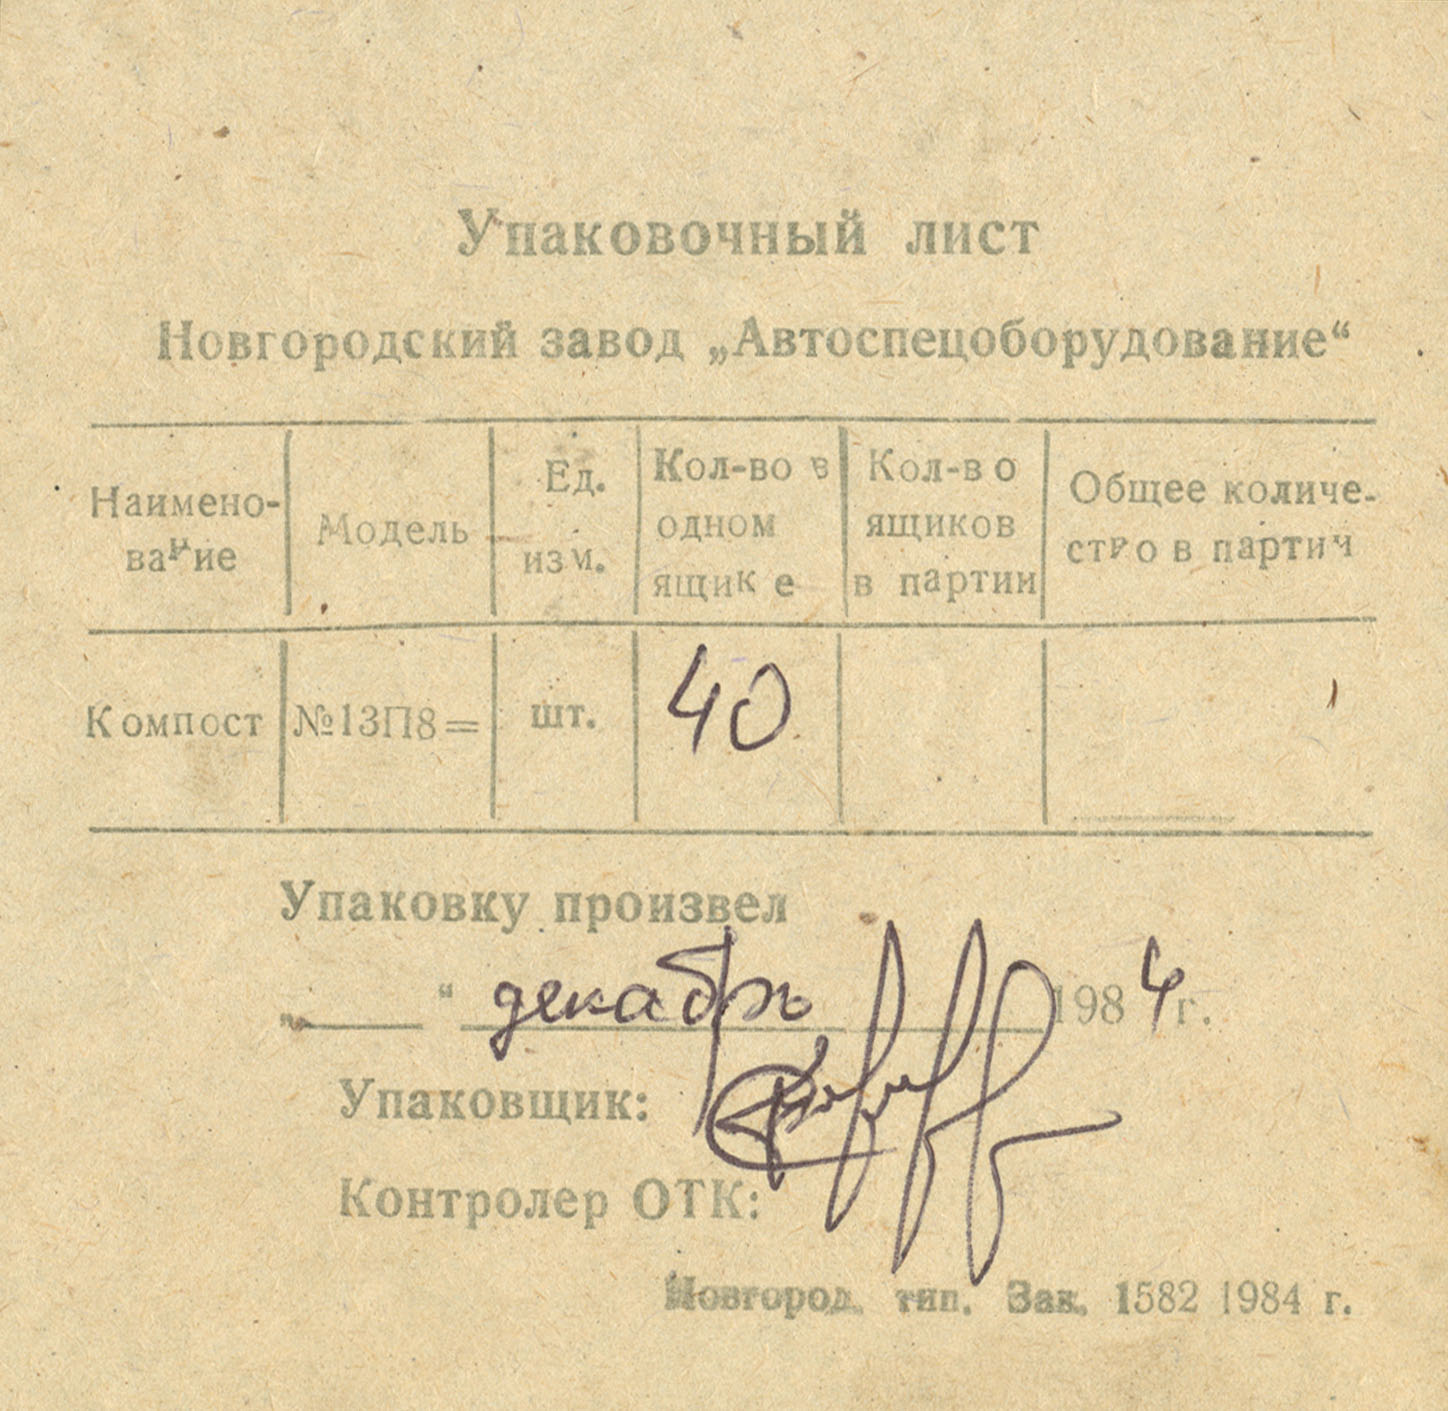 Упаковочный лист
Новгородский завод „Автоспецоборудование“
Наимено-
вание
Модель
Ед.
изм.
Кол-во в
одном
ящике
Кол-во
ящиков
в партии
Общее количе-
ство в партии
Компост
№13П8=
шт.
40
Упаковку произвел
„ “ декабрь 1984 г.
Упаковщик:
Контролер ОТК:
Новгород. тип. Зак. 1582 1984 г.